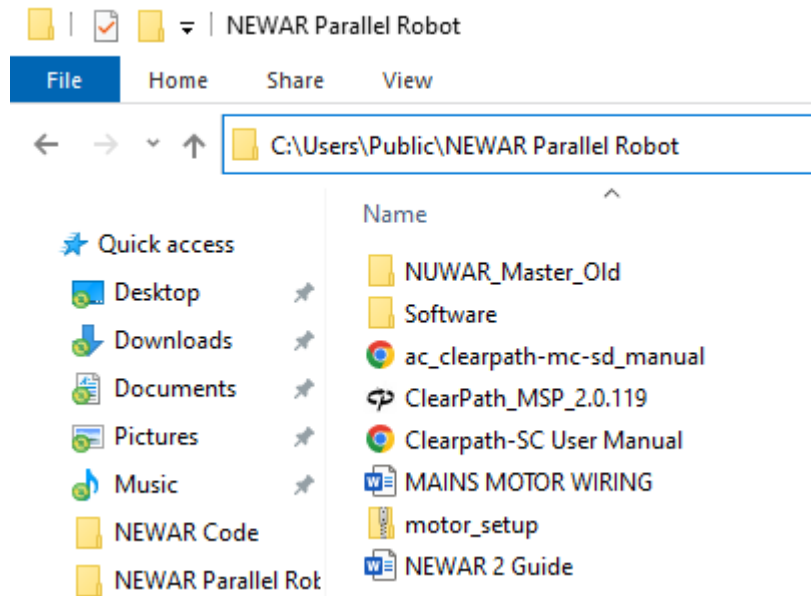 NEWAR Parallel Robot
File Home Share View
C:\Users\Public\NEWAR Parallel Robot
Name
Quick access
Desktop
Downloads
Documents
Pictures
Music
NEWAR Code
NEWAR Parallel Rob
NUWAR_Master_Old
Software
ac_clearpath-mc-sd_manual
ClearPath_MSP_2.0.119
Clearpath-SC User Manual
MAINS MOTOR WIRING
motor_setup
NEWAR 2 Guide